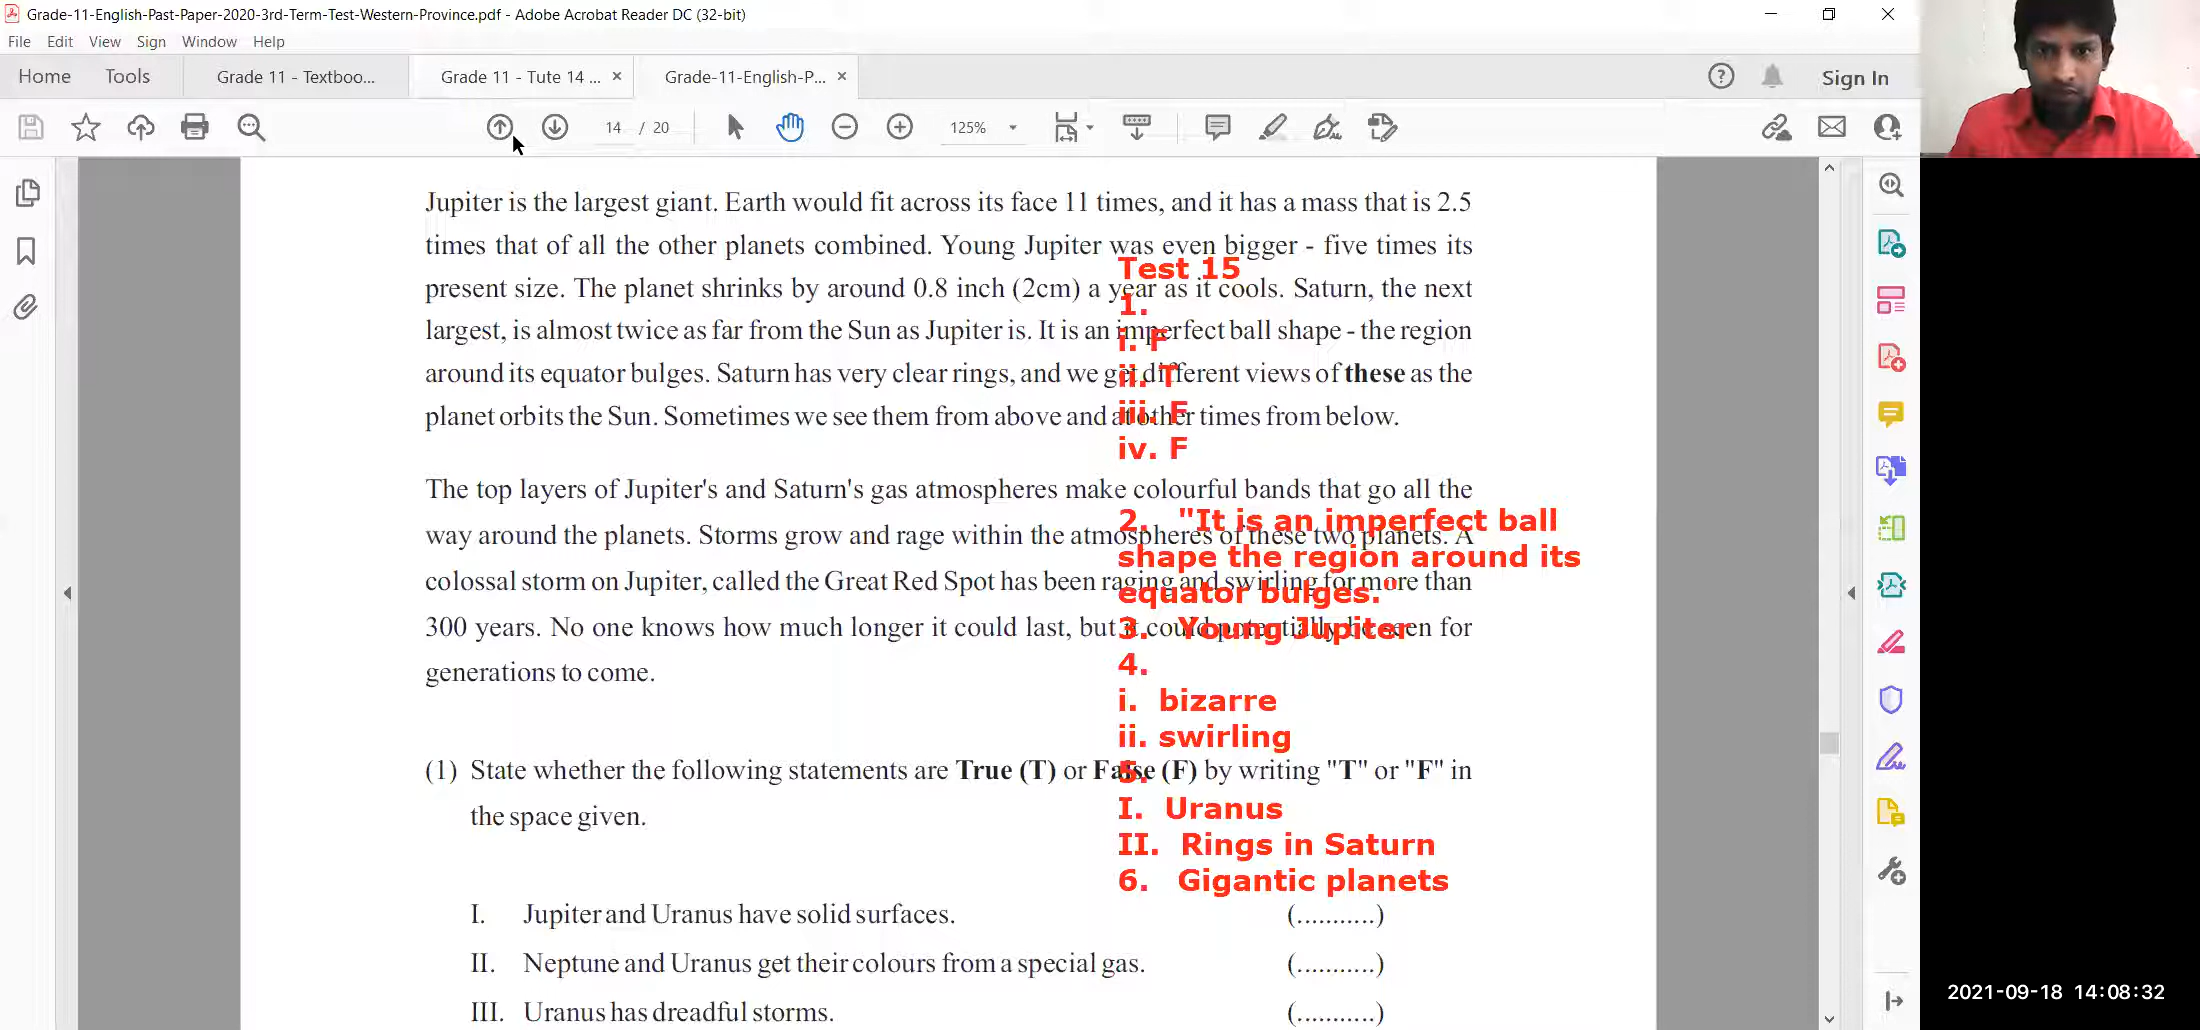 Grade-11-English-Past-Paper-2020-3rd-Term-Test-Western-Province.pdf - Adobe Acrobat Reader DC (32-bit)
File Edit View Sign Window Help
Home Tools Grade 11 - Textboo... Grade 11 - Tute 14 ... × Grade-11-English-P... × Sign In
14 / 20 125%
Jupiter is the largest giant. Earth would fit across its face 11 times, and it has a mass that is 2.5
times that of all the other planets combined. Young Jupiter was even bigger - five times its
present size. The planet shrinks by around 0.8 inch (2cm) a year as it cools. Saturn, the next
largest, is almost twice as far from the Sun as Jupiter is. It is an imperfect ball shape - the region
around its equator bulges. Saturn has very clear rings, and we get different views of these as the
planet orbits the Sun. Sometimes we see them from above and at other times from below.
The top layers of Jupiter's and Saturn's gas atmospheres make colourful bands that go all the
way around the planets. Storms grow and rage within the atmospheres of these two planets. A
colossal storm on Jupiter, called the Great Red Spot has been raging and swirling for more than
300 years. No one knows how much longer it could last, but it could potentially be seen for
generations to come.
(1) State whether the following statements are True (T) or False (F) by writing "T" or "F" in
the space given.
I. Jupiter and Uranus have solid surfaces. (...........)
II. Neptune and Uranus get their colours from a special gas. (...........)
III. Uranus has dreadful storms. (...........)
Test 15
1.
i. F
ii. T
iii. F
iv. F
2. "It is an imperfect ball
shape the region around its
equator bulges."
3. Young Jupiter
4.
i. bizarre
ii. swirling
5.
I. Uranus
II. Rings in Saturn
6. Gigantic planets
2021-09-18 14:08:32